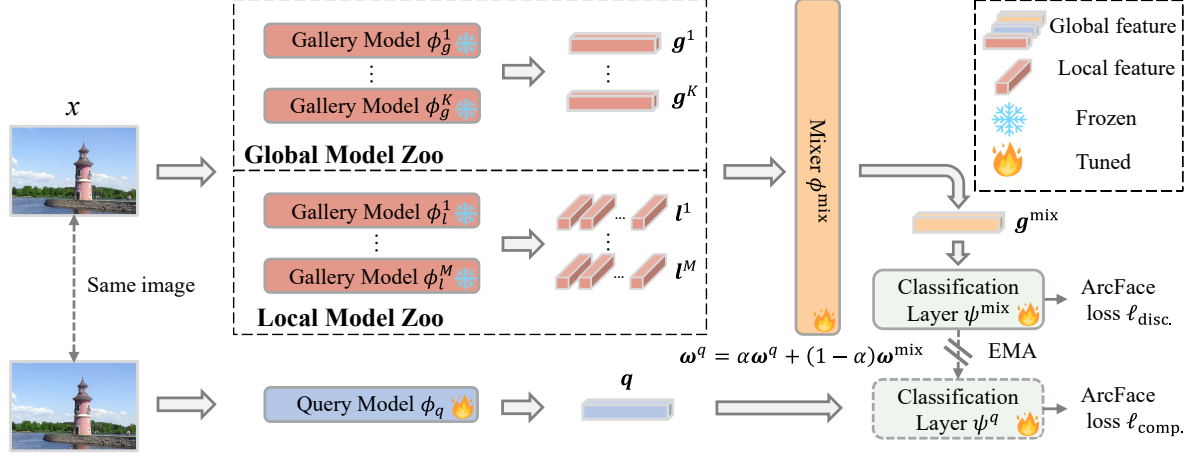 x
Gallery Model ϕ_g^1
⋮
Gallery Model ϕ_g^K
Global Model Zoo
g^1
⋮
g^K
Gallery Model ϕ_l^1
⋮
Gallery Model ϕ_l^M
Local Model Zoo
... l^1
⋮
... l^M
Same image
Mixer ϕ^mix
Global feature
Local feature
Frozen
Tuned
g^mix
Classification
Layer ψ^mix
ArcFace
loss ℓ_disc.
ω^q = αω^q + (1 − α)ω^mix
EMA
Query Model ϕ_q
q
Classification
Layer ψ^q
ArcFace
loss ℓ_comp.